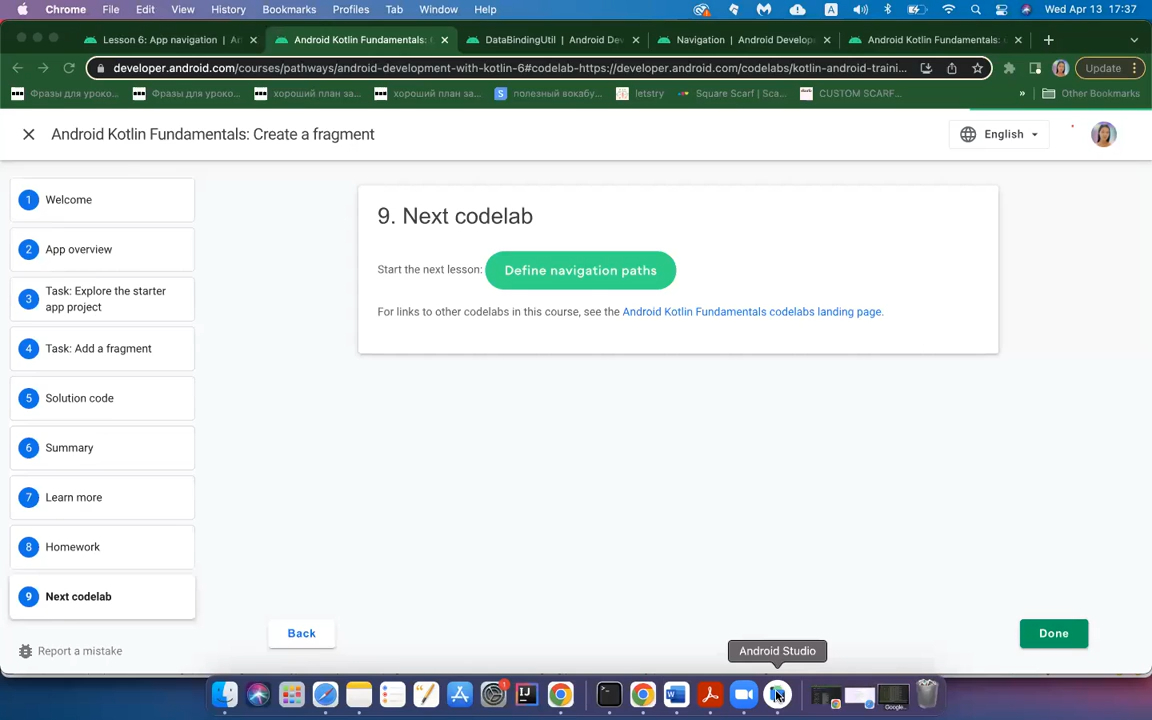 Chrome File Edit View History Bookmarks Profiles Tab Window Help A Wed Apr 13 17:37
Lesson 6: App navigation | An
Android Kotlin Fundamentals:
DataBindingUtil | Android De
Navigation | Android Develop
Android Kotlin Fundamentals:
developer.android.com/courses/pathways/android-development-with-kotlin-6#codelab-https://developer.android.com/codelabs/kotlin-android-traini... Update
Фразы для уроко... Фразы для уроко... хороший план за... хороший план за... S полезный вокабу... letstry Square Scarf | Sca... CUSTOM SCARF... » Other Bookmarks
Android Kotlin Fundamentals: Create a fragment
English
1 Welcome
2 App overview
3 Task: Explore the starter
app project
4 Task: Add a fragment
5 Solution code
6 Summary
7 Learn more
8 Homework
9 Next codelab
Report a mistake
9. Next codelab
Start the next lesson: Define navigation paths
For links to other codelabs in this course, see the Android Kotlin Fundamentals codelabs landing page.
Back
Done
Android Studio
1
Google...